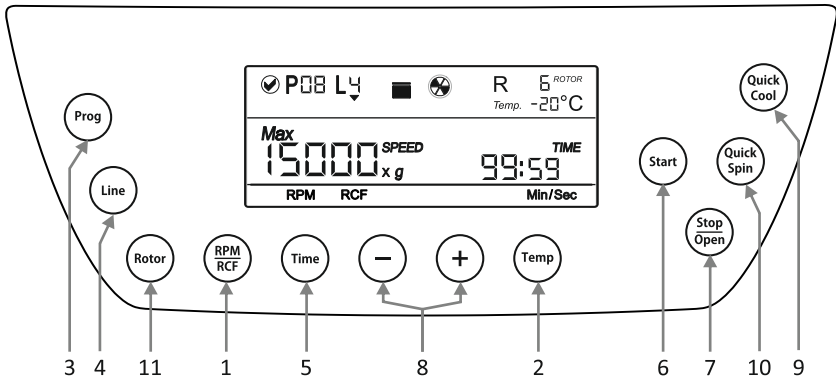 P08 L4 R 6 ROTOR
Temp. -20°C
Max
15000 x g SPEED 99:59 TIME
RPM RCF Min/Sec
Quick
Cool
Prog
Start
Quick
Spin
Line
Stop
Open
Rotor
RPM
RCF
Time
−
+
Temp
3 4 11 1 5 8 2 6 7 10 9